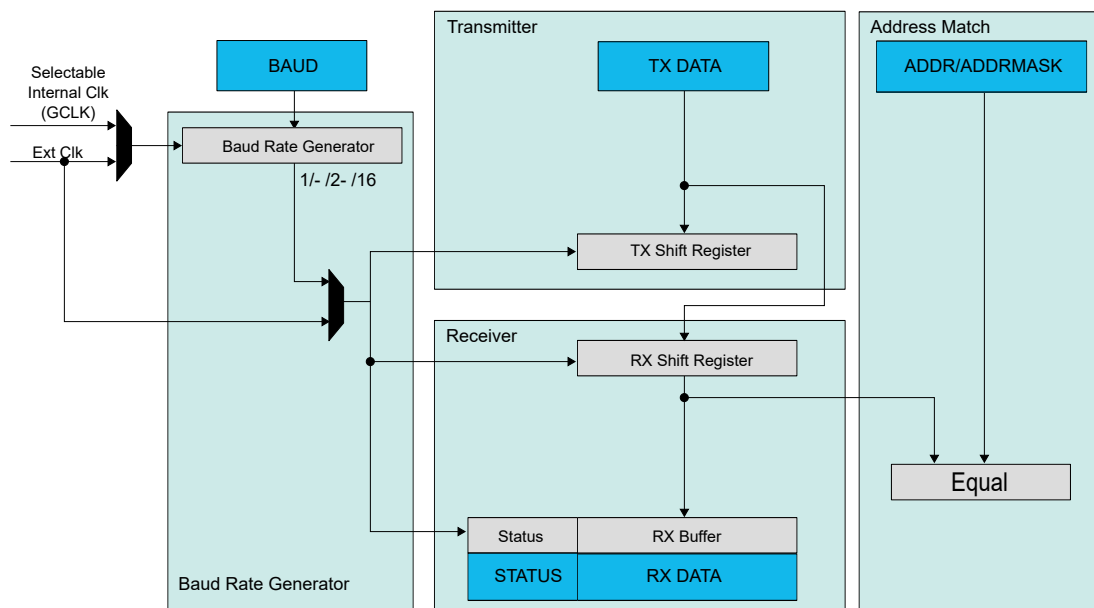 Transmitter
Address Match
BAUD
TX DATA
ADDR/ADDRMASK
Selectable
Internal Clk
(GCLK)
Ext Clk
Baud Rate Generator
1/- /2- /16
TX Shift Register
Receiver
RX Shift Register
Equal
Status
RX Buffer
STATUS
RX DATA
Baud Rate Generator